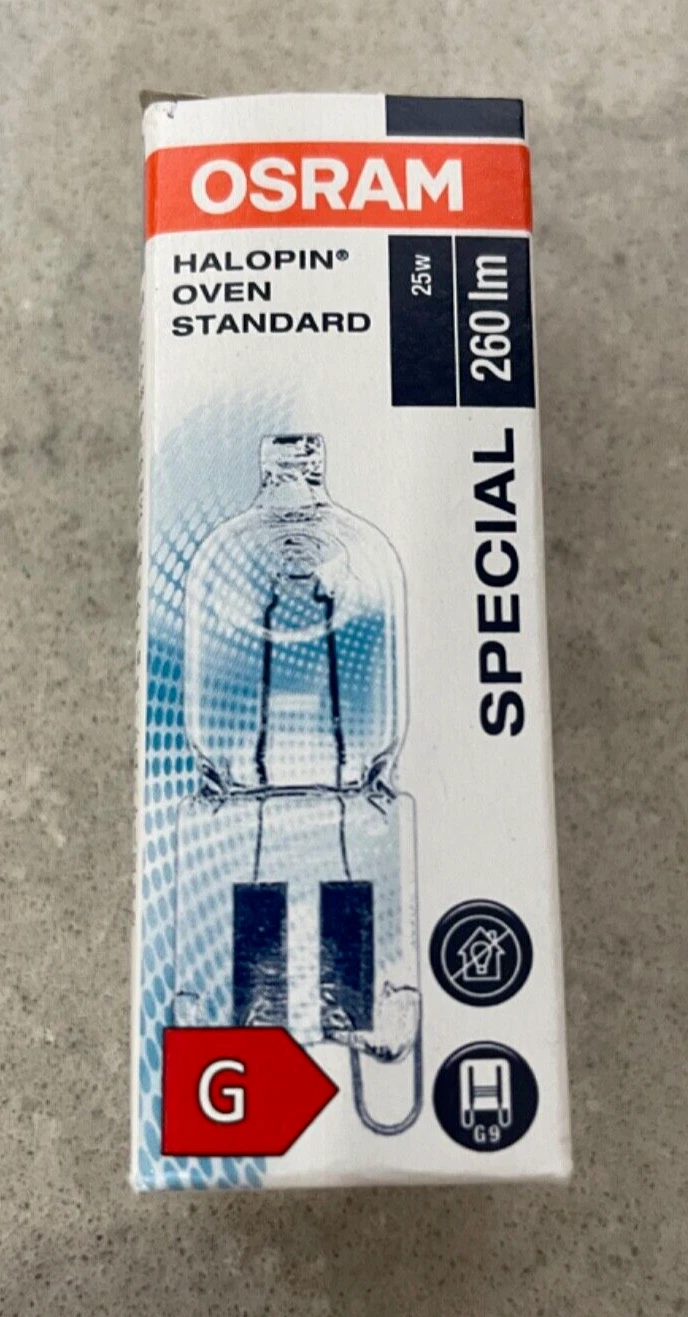 OSRAM
HALOPIN®
OVEN
STANDARD
25w
260 lm
SPECIAL
G
G9